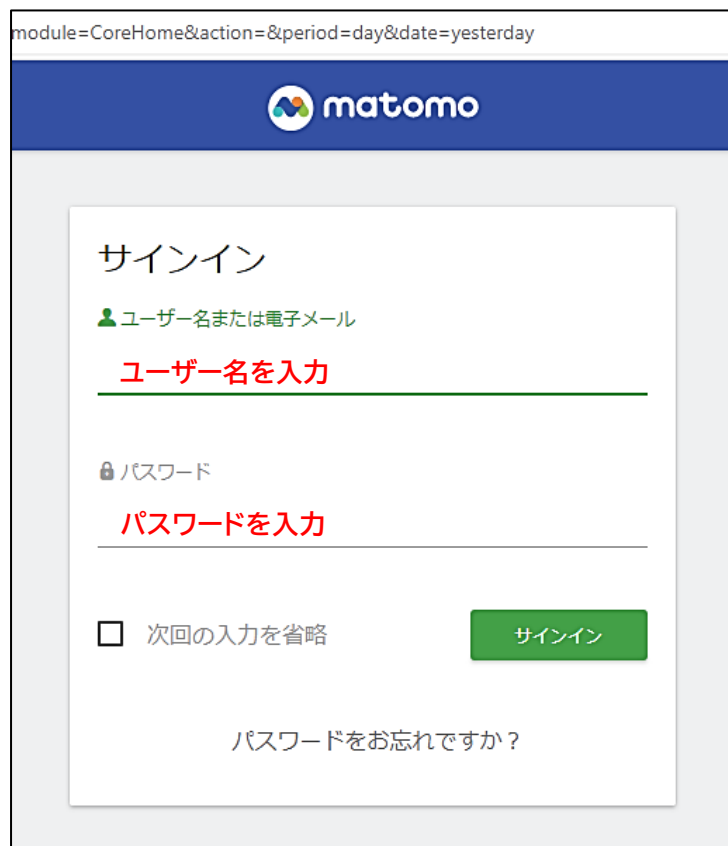 module=CoreHome&action=&period=day&date=yesterday
matomo
サインイン
ユーザー名または電子メール
ユーザー名を入力
パスワード
パスワードを入力
次回の入力を省略
サインイン
パスワードをお忘れですか？